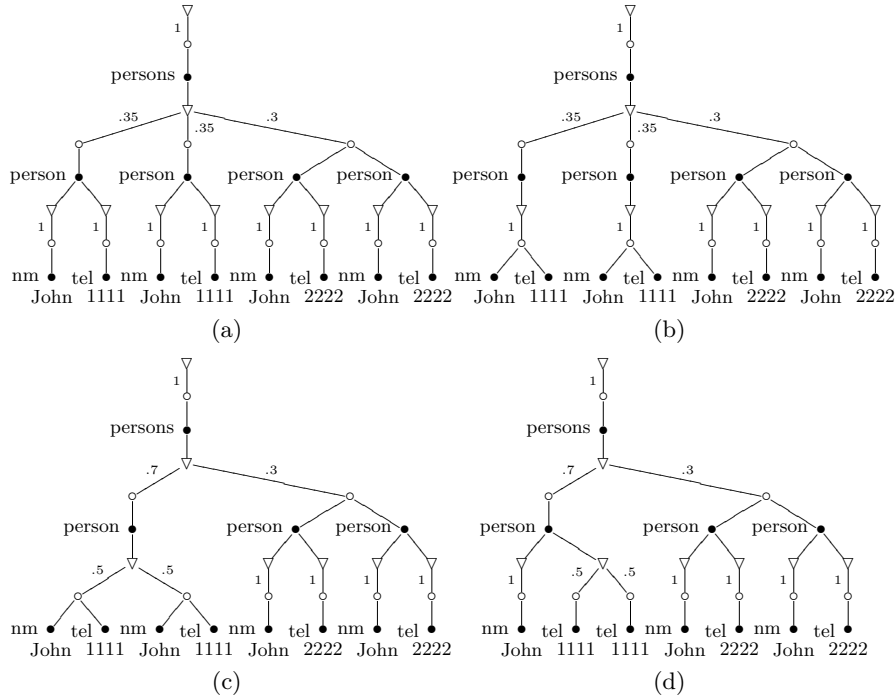 1 1
persons persons
.35 .35 .3 .35 .35 .3
person person person person person person person person
1 1 1 1 1 1 1 1 1 1 1 1 1 1
nm tel nm tel nm tel nm tel nm tel nm tel nm tel nm tel
John 1111 John 1111 John 2222 John 2222 John 1111 John 1111 John 2222 John 2222
(a) (b)
1 1
persons persons
.7 .3 .7 .3
person person person person person person
.5 .5 1 1 1 1 1 .5 .5 1 1 1 1
nm tel nm tel nm tel nm tel nm tel tel nm tel nm tel
John 1111 John 1111 John 2222 John 2222 John 1111 1111 John 2222 John 2222
(c) (d)